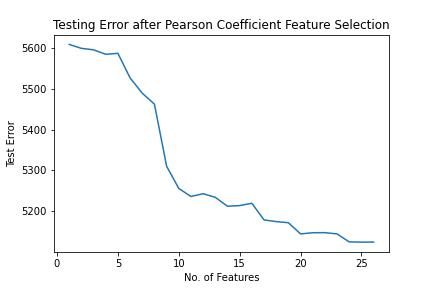 Testing Error after Pearson Coefficient Feature Selection
5600
5500
5400
5300
5200
Test Error
0 5 10 15 20 25
No. of Features